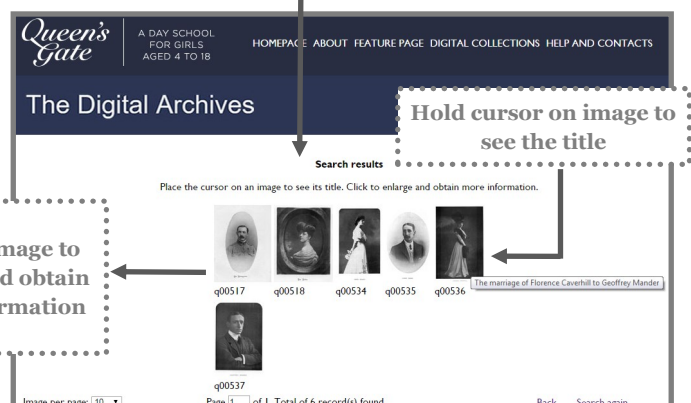 Queen's
Gate
A DAY SCHOOL
FOR GIRLS
AGED 4 TO 18
HOMEPAGE ABOUT FEATURE PAGE DIGITAL COLLECTIONS HELP AND CONTACTS
The Digital Archives
Hold cursor on image to
see the title
Search results
Place the cursor on an image to see its title. Click to enlarge and obtain more information.
mage to
d obtain
rmation
q00517 q00518 q00534 q00535 q00536
The marriage of Florence Caverhill to Geoffrey Mander
q00537
Image per page: 10 Page 1 of 1 Total of 6 record(s) found Back Search again